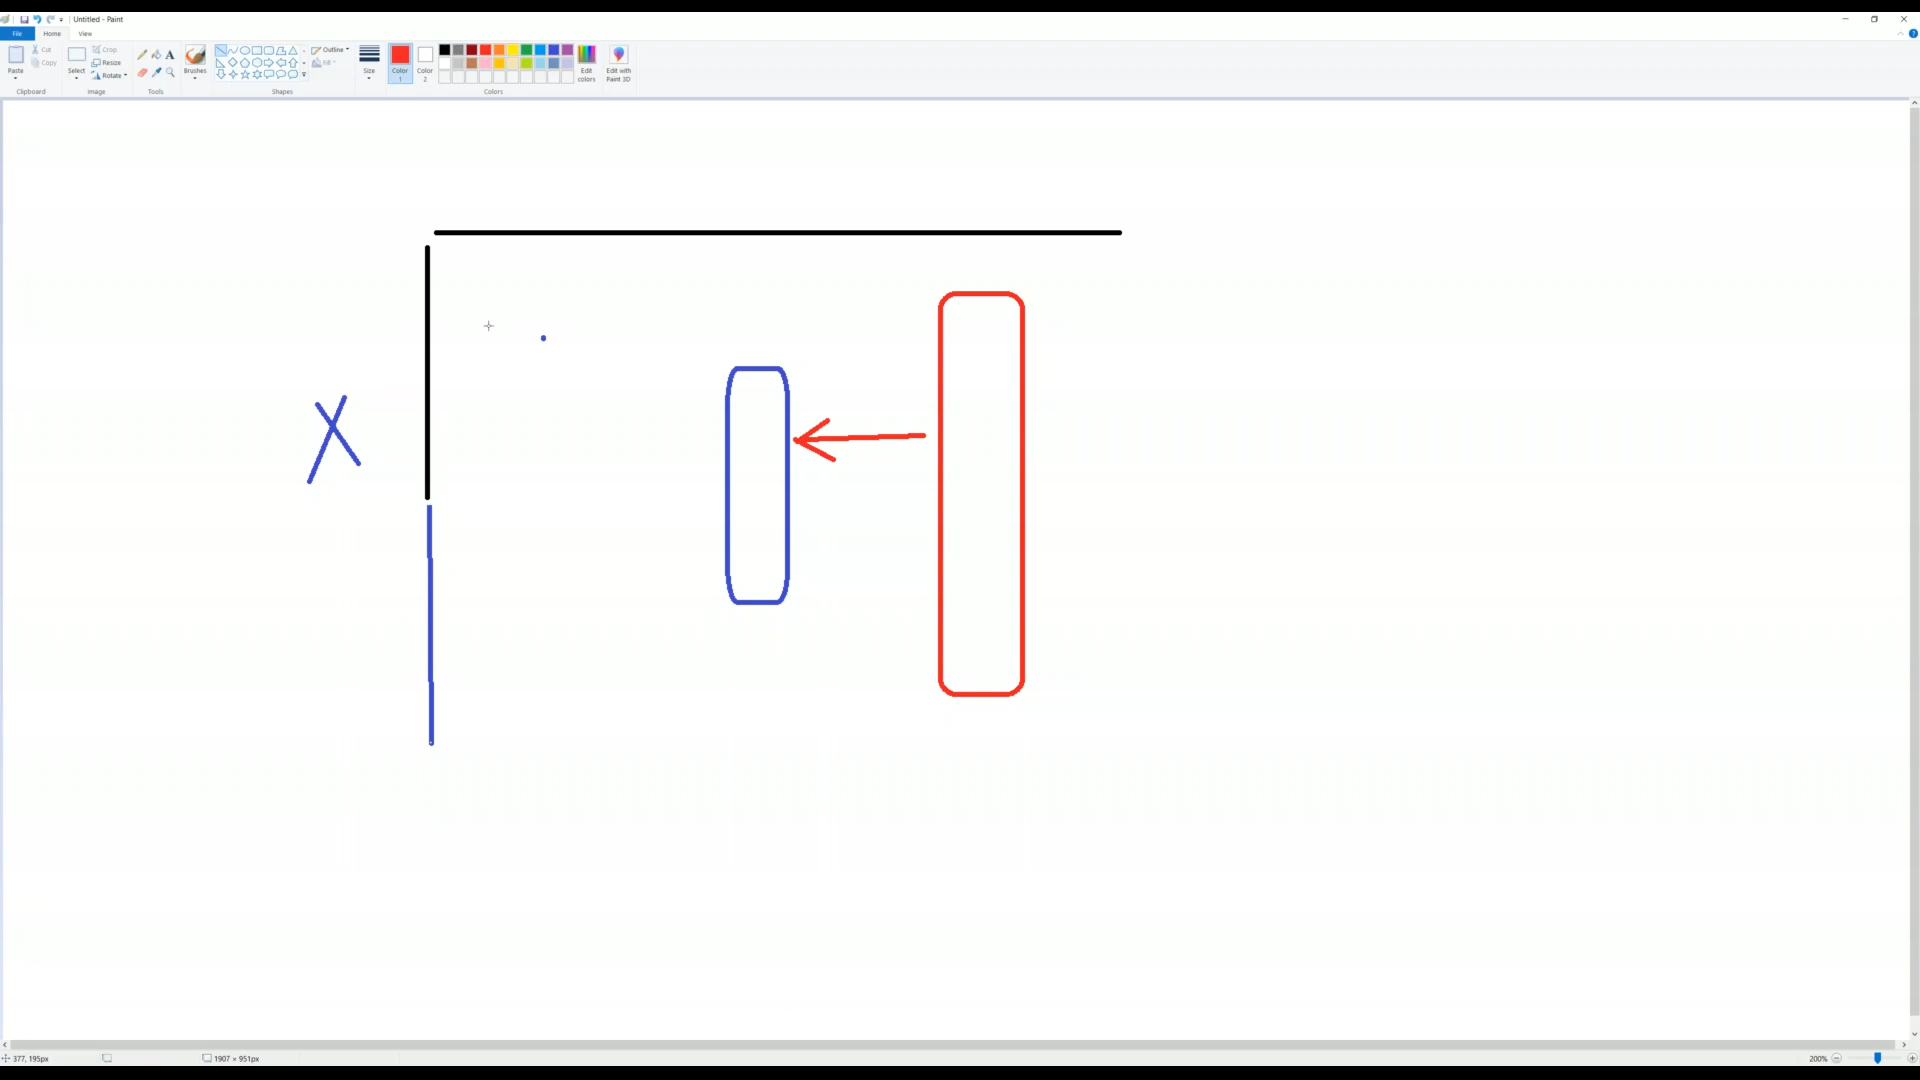 Untitled - Paint
File Home View
Paste
Cut
Copy
Clipboard
Select
Crop
Resize
Rotate
Image
Tools
Brushes
Shapes
Outline
Fill
Size
Color 1
Color 2
Colors
Edit colors
Edit with Paint 3D
X
377, 195px
1907 × 951px
200%